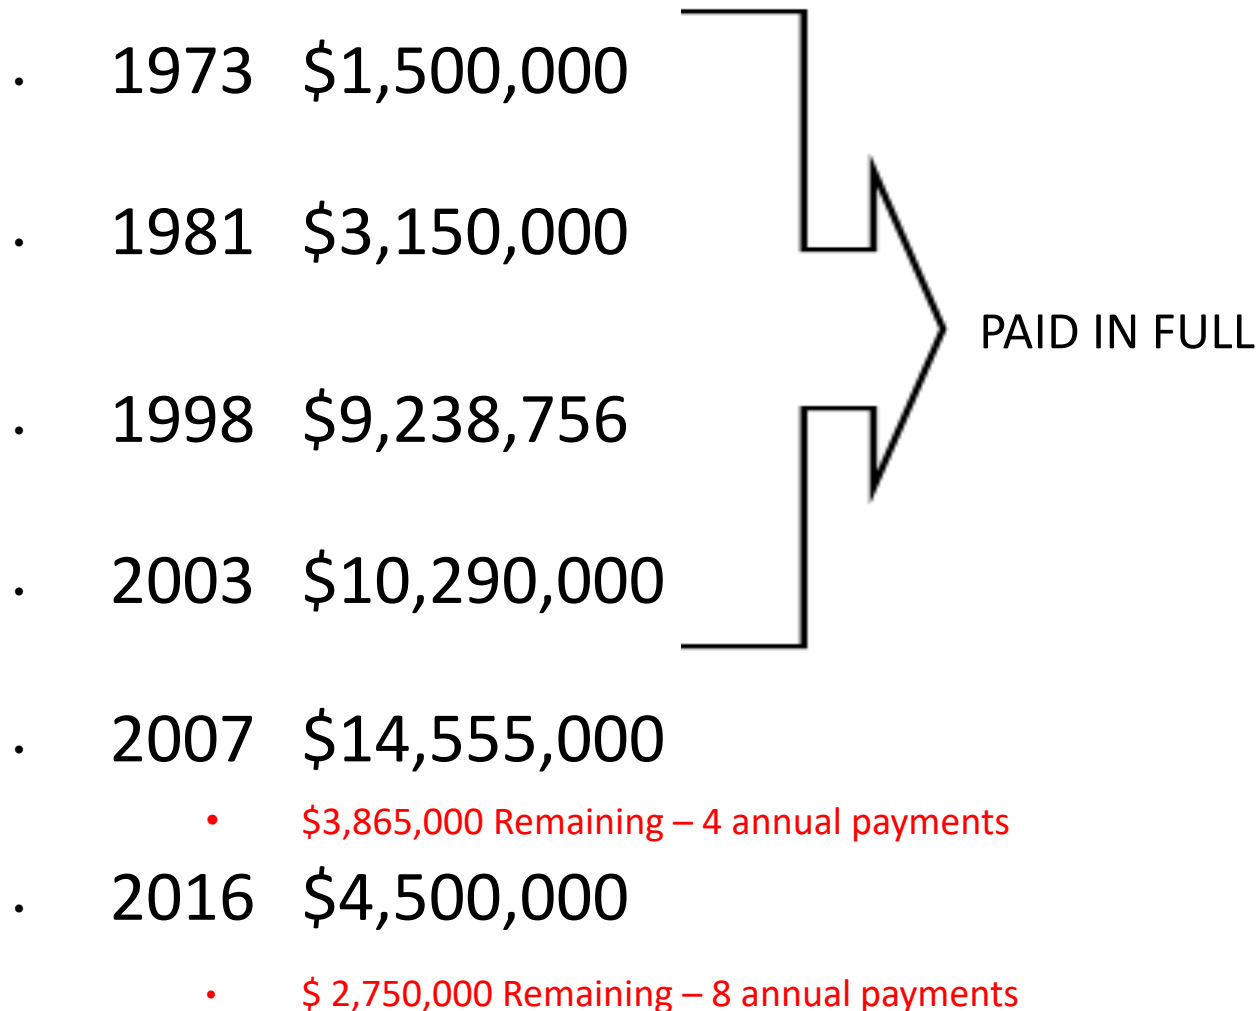 • 1973 $1,500,000
• 1981 $3,150,000
PAID IN FULL
• 1998 $9,238,756
• 2003 $10,290,000
• 2007 $14,555,000
• $3,865,000 Remaining – 4 annual payments
• 2016 $4,500,000
• $ 2,750,000 Remaining – 8 annual payments